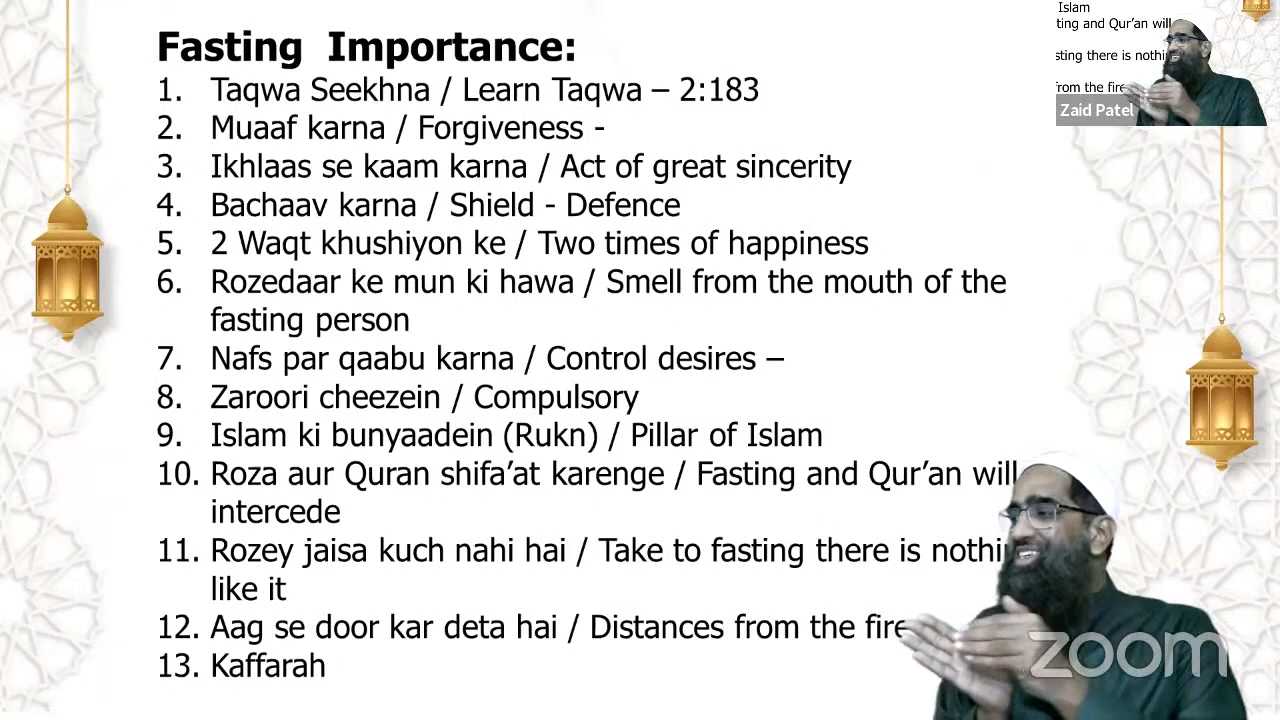 Fasting Importance:
1. Taqwa Seekhna / Learn Taqwa – 2:183
2. Muaaf karna / Forgiveness -
3. Ikhlaas se kaam karna / Act of great sincerity
4. Bachaav karna / Shield - Defence
5. 2 Waqt khushiyon ke / Two times of happiness
6. Rozedaar ke mun ki hawa / Smell from the mouth of the
fasting person
7. Nafs par qaabu karna / Control desires –
8. Zaroori cheezein / Compulsory
9. Islam ki bunyaadein (Rukn) / Pillar of Islam
10. Roza aur Quran shifa’at karenge / Fasting and Qur’an will
intercede
11. Rozey jaisa kuch nahi hai / Take to fasting there is nothi
like it
12. Aag se door kar deta hai / Distances from the fire
13. Kaffarah
Islam
ting and Qur’an will
sting there is nothi
from the fire
Zaid Patel
zoom